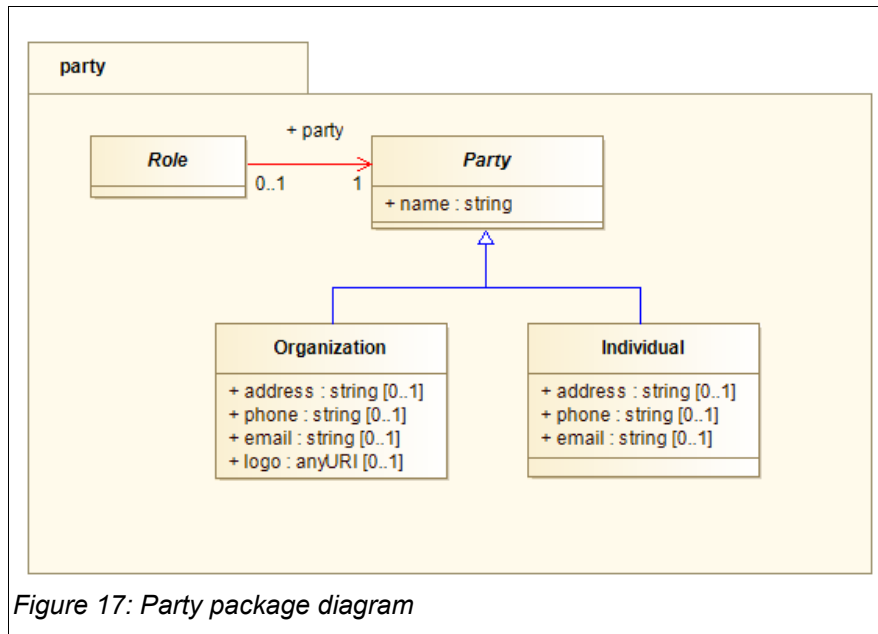 party
+ party
Role
Party
0..1
1
+ name : string
Organization
+ address : string [0..1]
+ phone : string [0..1]
+ email : string [0..1]
+ logo : anyURI [0..1]
Individual
+ address : string [0..1]
+ phone : string [0..1]
+ email : string [0..1]
Figure 17: Party package diagram